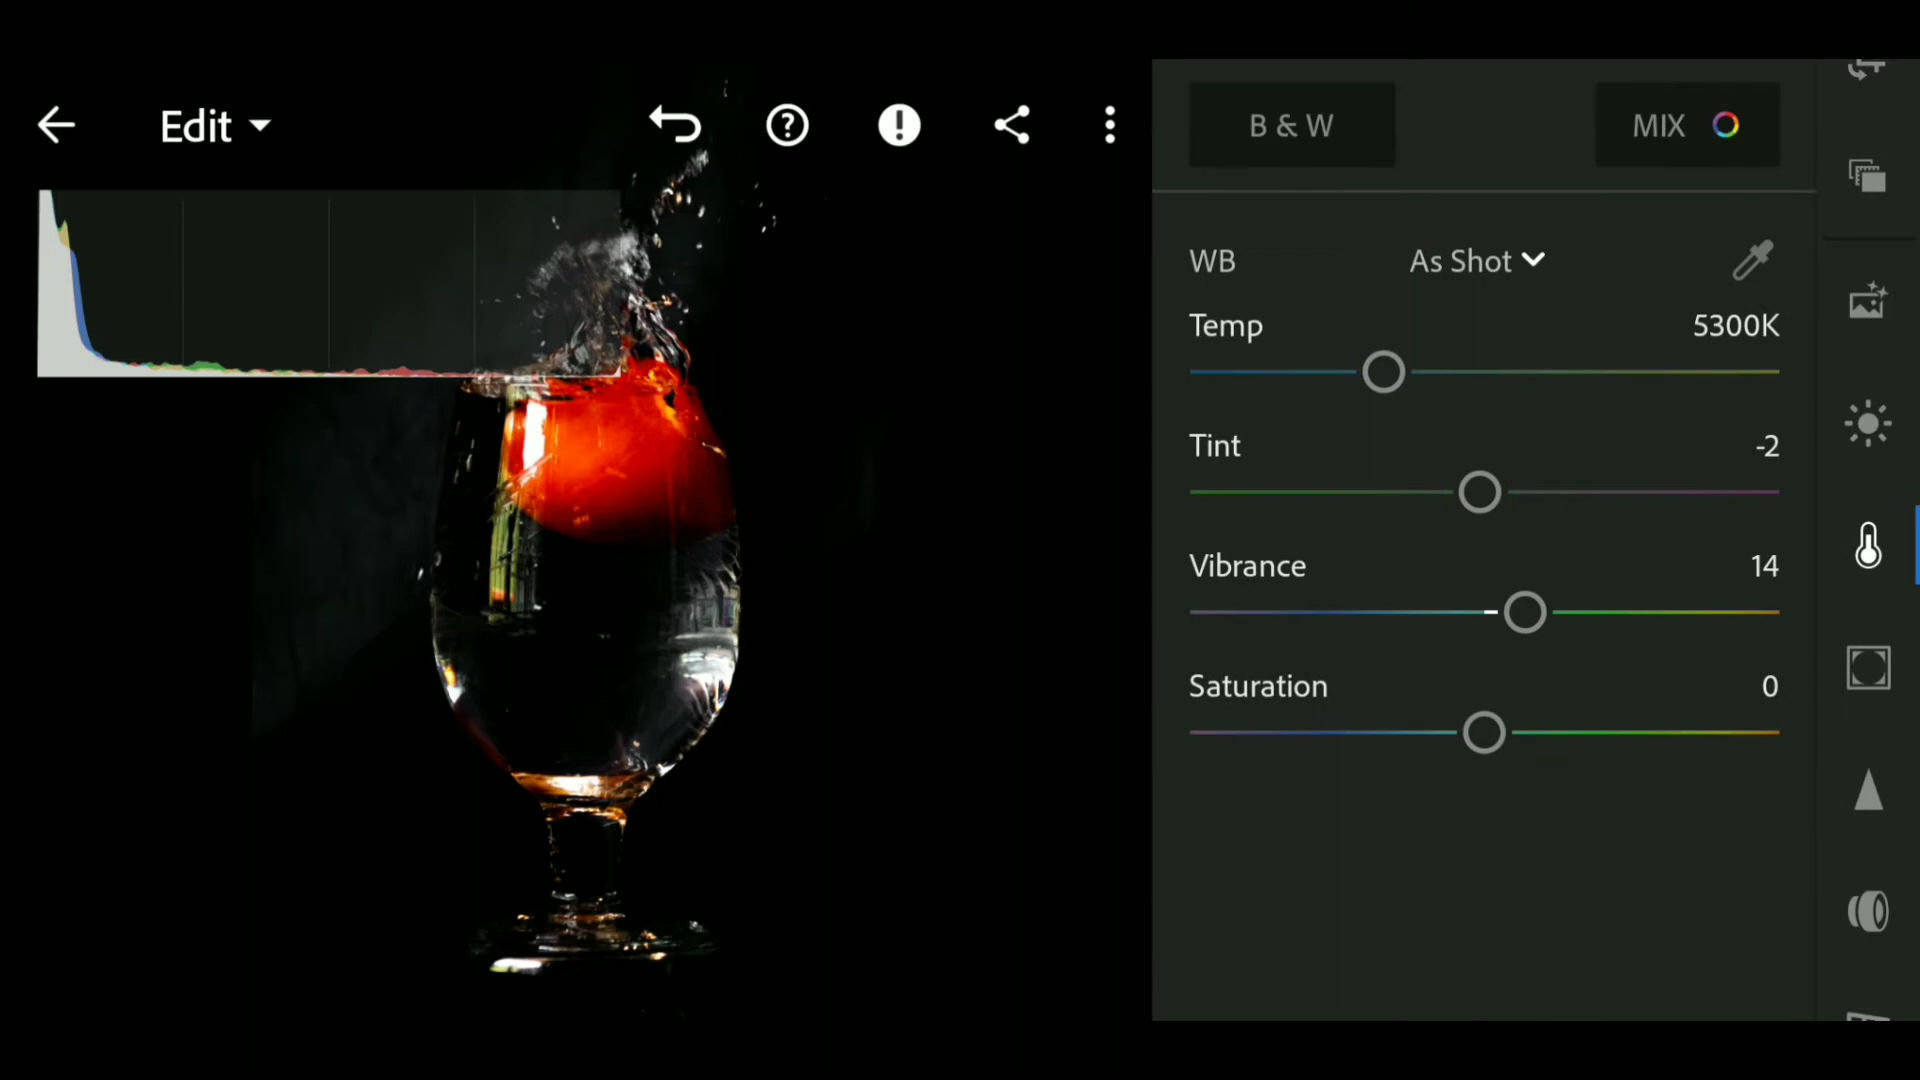 Edit
B & W
MIX
WB
As Shot
Temp
5300K
Tint
-2
Vibrance
14
Saturation
0